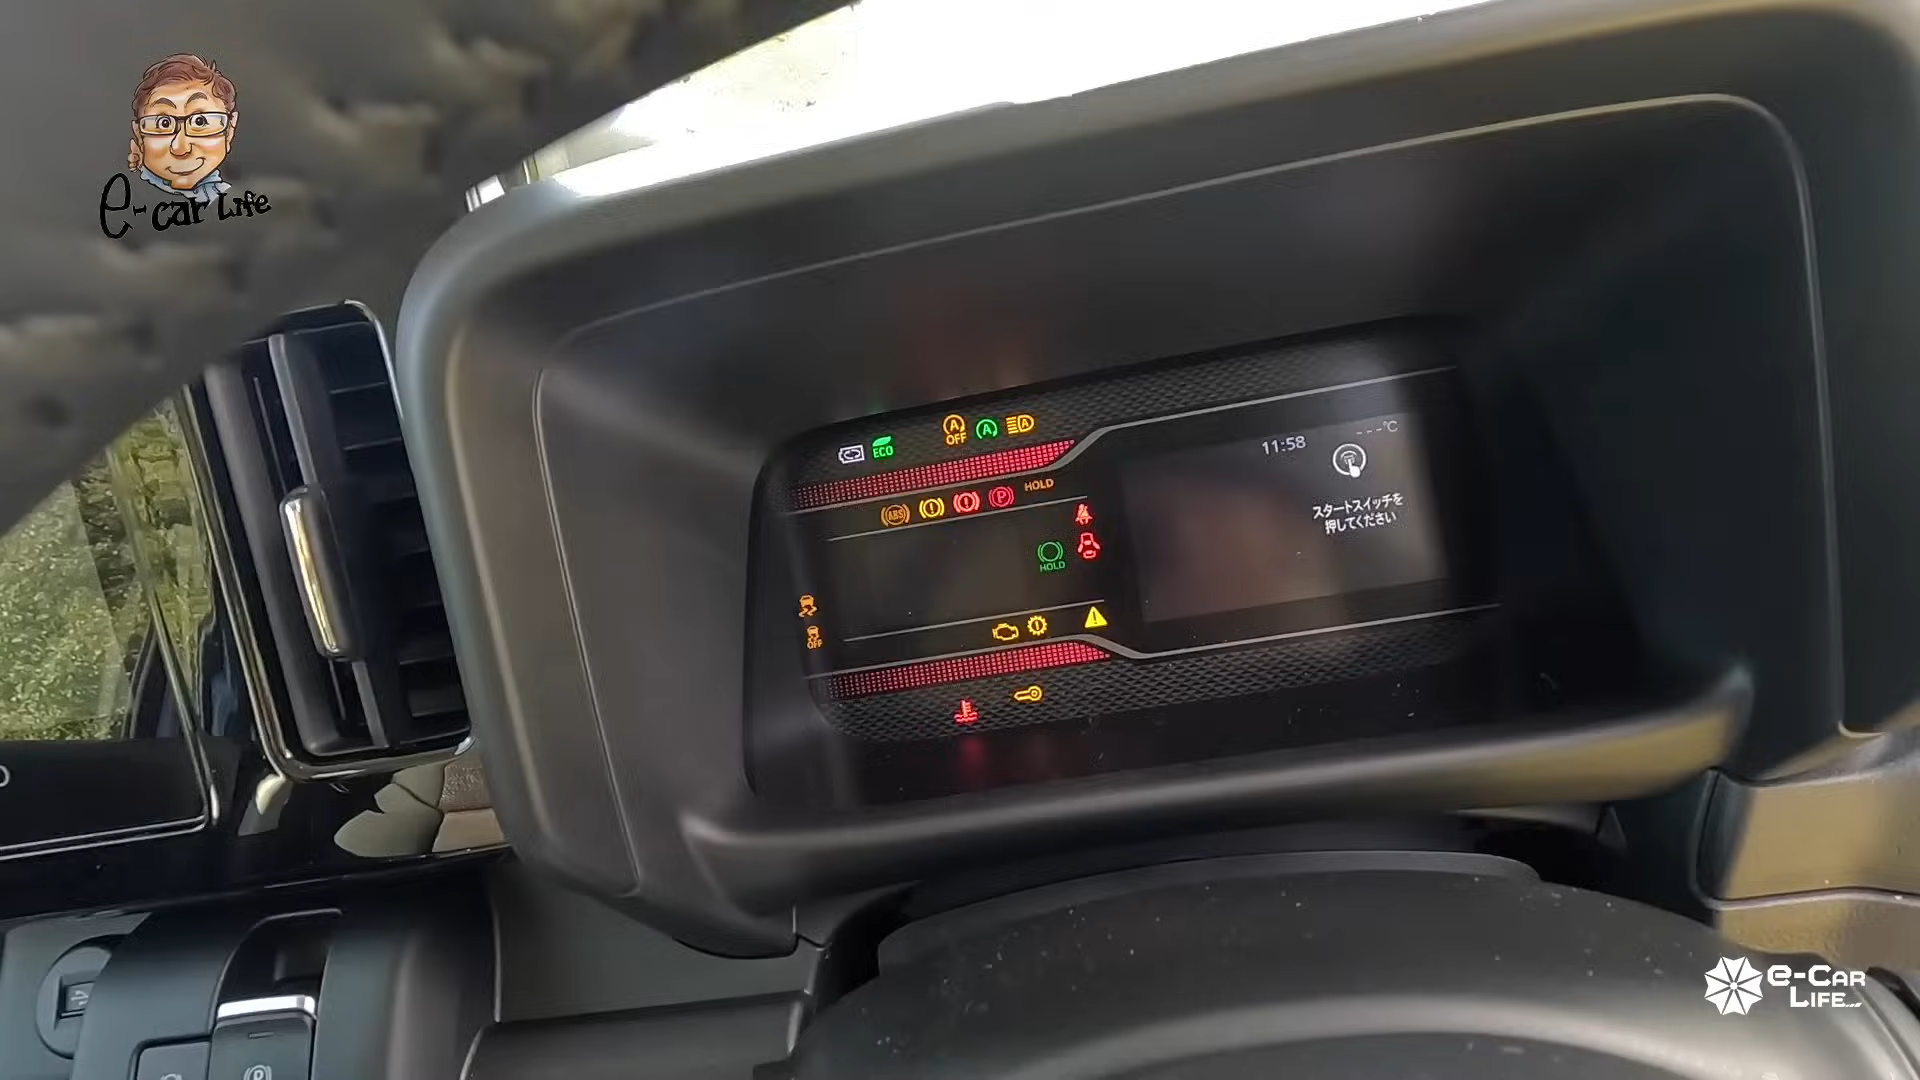 e-car Life
A
OFF
A
A
ECO
11:58
---°C
スタートスイッチを
押してください
HOLD
ABS
P
HOLD
OFF
P
e-CAR
LIFE...